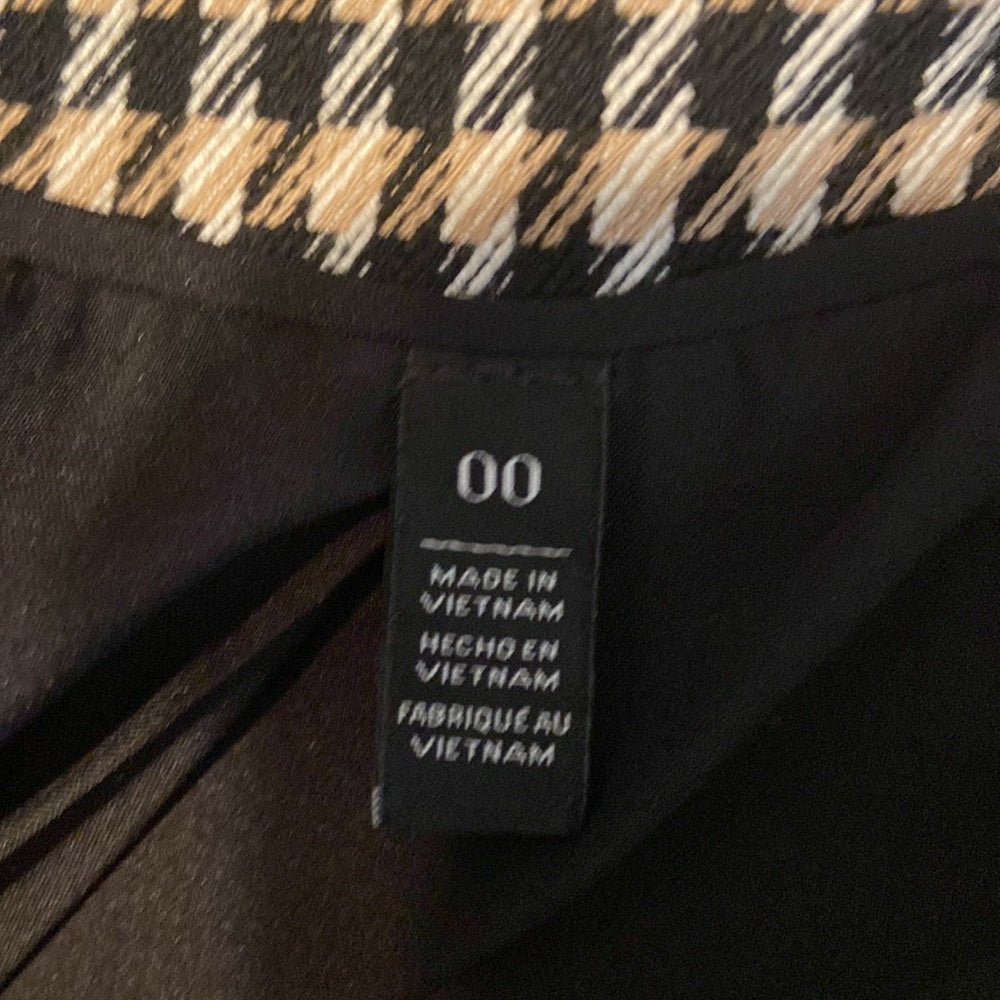 00
MADE IN
VIETNAM
HECHO EN
VIETNAM
FABRIQUÉ AU
VIETNAM